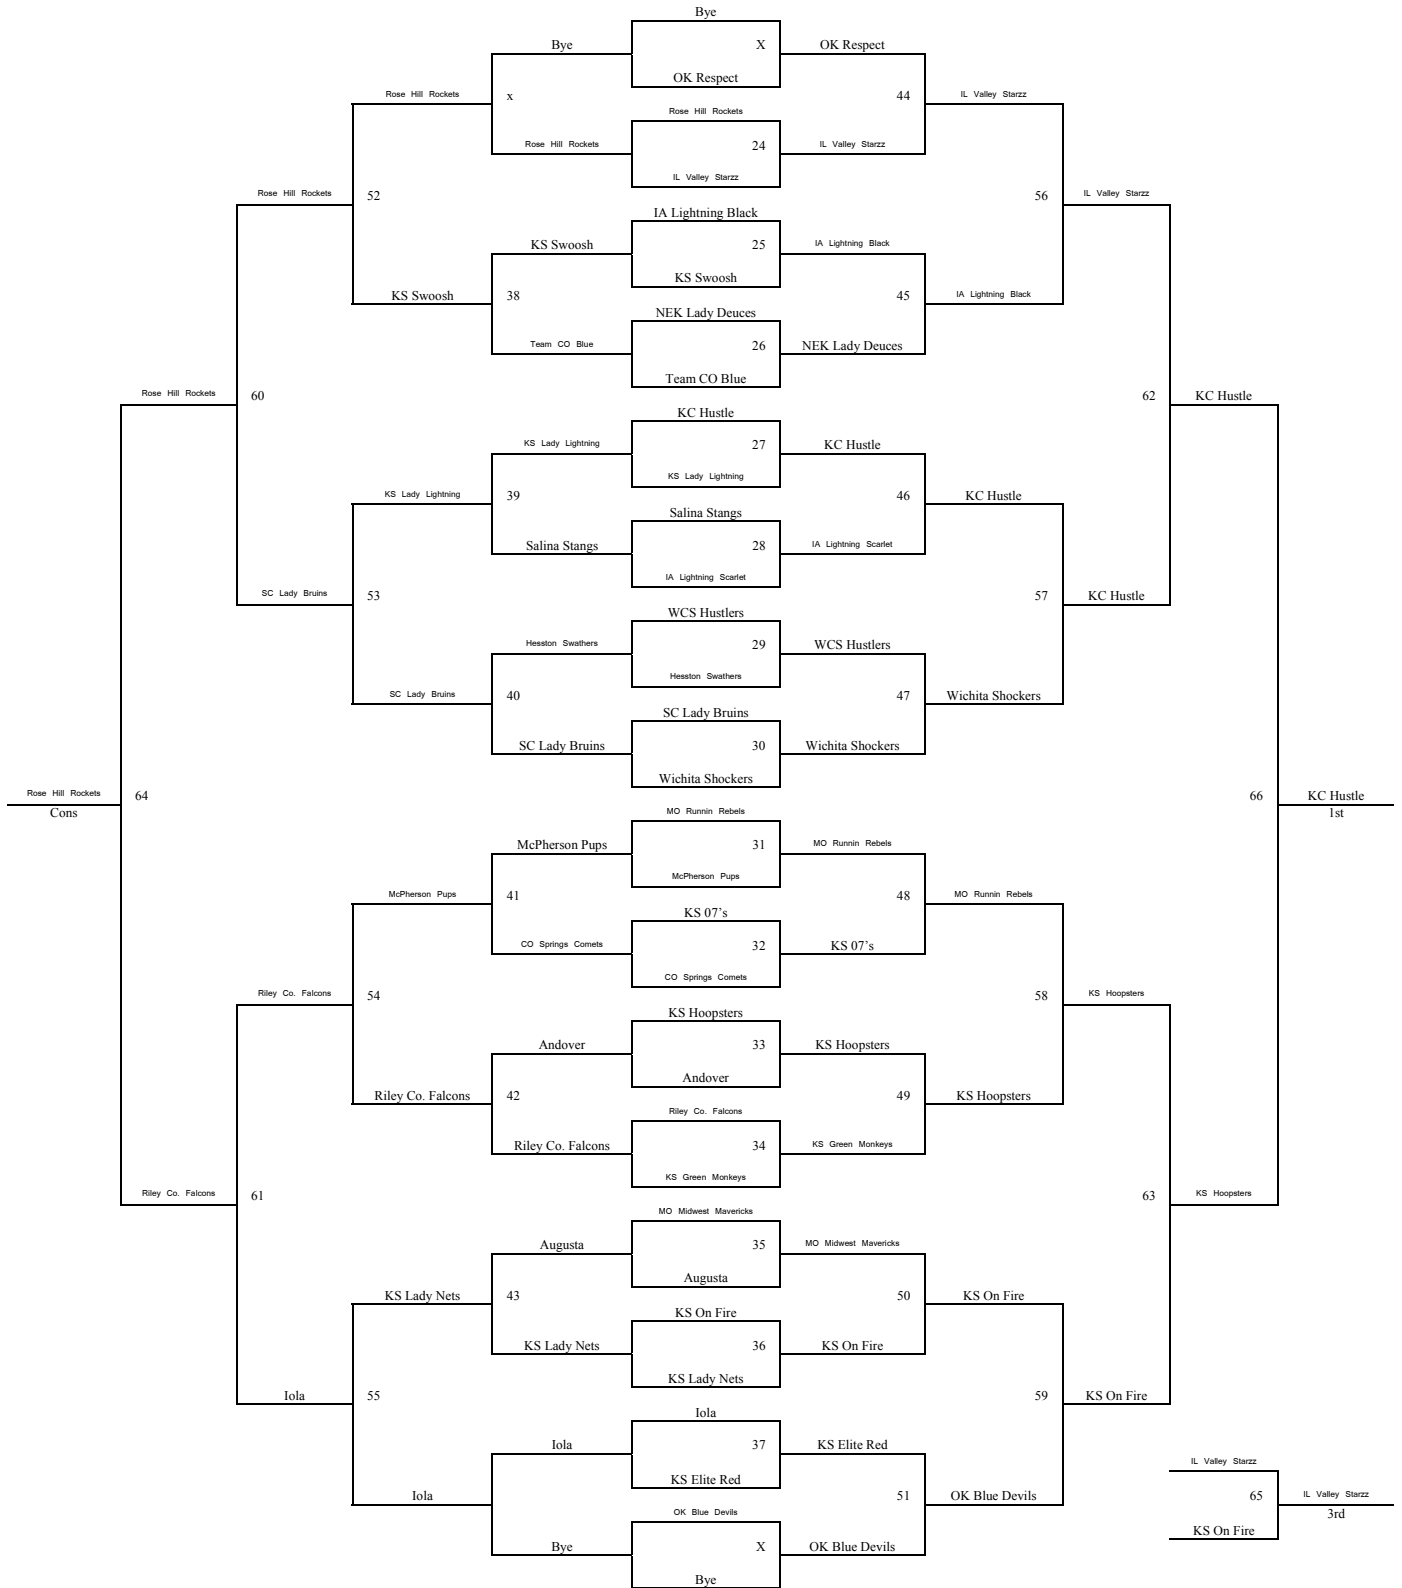 Bye
Bye X OK Respect
OK Respect
Rose Hill Rockets x 44 IL Valley Starzz
Rose Hill Rockets
Rose Hill Rockets 24 IL Valley Starzz
IL Valley Starzz
Rose Hill Rockets 52 56 IL Valley Starzz
IA Lightning Black
KS Swoosh 25 IA Lightning Black
KS Swoosh
KS Swoosh 38 45 IA Lightning Black
NEK Lady Deuces
Team CO Blue 26 NEK Lady Deuces
Team CO Blue
Rose Hill Rockets 60 62 KC Hustle
KC Hustle
KS Lady Lightning 27 KC Hustle
KS Lady Lightning
KS Lady Lightning 39 46 KC Hustle
Salina Stangs
Salina Stangs 28 IA Lightning Scarlet
IA Lightning Scarlet
SC Lady Bruins 53 57 KC Hustle
WCS Hustlers
Hesston Swathers 29 WCS Hustlers
Hesston Swathers
SC Lady Bruins 40 47 Wichita Shockers
SC Lady Bruins
SC Lady Bruins 30 Wichita Shockers
Wichita Shockers
Rose Hill Rockets 64 66 KC Hustle
Cons 1st
MO Runnin Rebels
McPherson Pups 31 MO Runnin Rebels
McPherson Pups
McPherson Pups 41 48 MO Runnin Rebels
KS 07’s
CO Springs Comets 32 KS 07’s
CO Springs Comets
Riley Co. Falcons 54 58 KS Hoopsters
KS Hoopsters
Andover 33 KS Hoopsters
Andover
Riley Co. Falcons 42 49 KS Hoopsters
Riley Co. Falcons
Riley Co. Falcons 34 KS Green Monkeys
KS Green Monkeys
Riley Co. Falcons 61 63 KS Hoopsters
MO Midwest Mavericks
Augusta 35 MO Midwest Mavericks
Augusta
KS Lady Nets 43 50 KS On Fire
KS On Fire
KS Lady Nets 36 KS On Fire
KS Lady Nets
Iola 55 59 KS On Fire
Iola
Iola 37 KS Elite Red
KS Elite Red
IL Valley Starzz
Iola 51 OK Blue Devils 65 IL Valley Starzz
3rd
OK Blue Devils
KS On Fire
Bye X OK Blue Devils
Bye